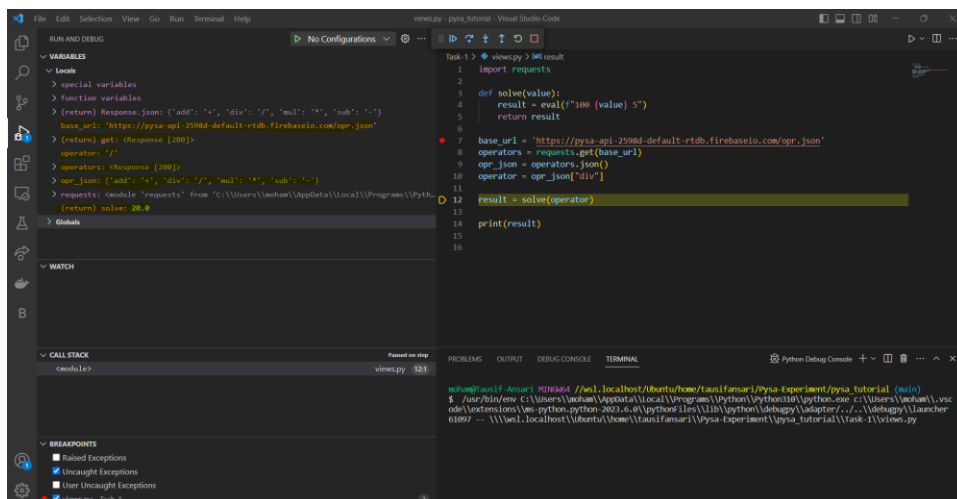 File Edit Selection View Go Run Terminal Help
views.py - pysa_tutorial - Visual Studio Code
RUN AND DEBUG
No Configurations
VARIABLES
Locals
special variables
function variables
(return) Response.json: {'add': '+', 'div': '/', 'mul': '*', 'sub': '-'}
base_url: 'https://pysa-api-2598d-default-rtdb.firebaseio.com/opr.json'
(return) get: <Response [200]>
operator: '/'
operators: <Response [200]>
opr_json: {'add': '+', 'div': '/', 'mul': '*', 'sub': '-'}
requests: <module 'requests' from 'C:\\Users\\moham\\AppData\\Local\\Programs\\Pyth…
(return) solve: 20.0
Globals
WATCH
CALL STACK
Paused on step
<module>
views.py 12:1
BREAKPOINTS
Raised Exceptions
Uncaught Exceptions
User Uncaught Exceptions
views.py Task-1
7
Task-1 > views.py > result
1 import requests
2
3 def solve(value):
4 result = eval(f"100 {value} 5")
5 return result
6
7 base_url = 'https://pysa-api-2598d-default-rtdb.firebaseio.com/opr.json'
8 operators = requests.get(base_url)
9 opr_json = operators.json()
10 operator = opr_json["div"]
11
12 result = solve(operator)
13
14 print(result)
15
16
PROBLEMS OUTPUT DEBUG CONSOLE TERMINAL
Python Debug Console
moham@Tausif-Ansari MINGW64 //wsl.localhost/Ubuntu/home/tausifansari/Pysa-Experiment/pysa_tutorial (main)
$ /usr/bin/env C:\\Users\\moham\\AppData\\Local\\Programs\\Python\\Python310\\python.exe c:\\Users\\moham\\.vsc
ode\\extensions\\ms-python.python-2023.6.0\\pythonFiles\\lib\\python\\debugpy\\adapter/../..\\debugpy\\launcher
61097 -- \\\\wsl.localhost\\Ubuntu\\home\\tausifansari\\Pysa-Experiment\\pysa_tutorial\\Task-1\\views.py